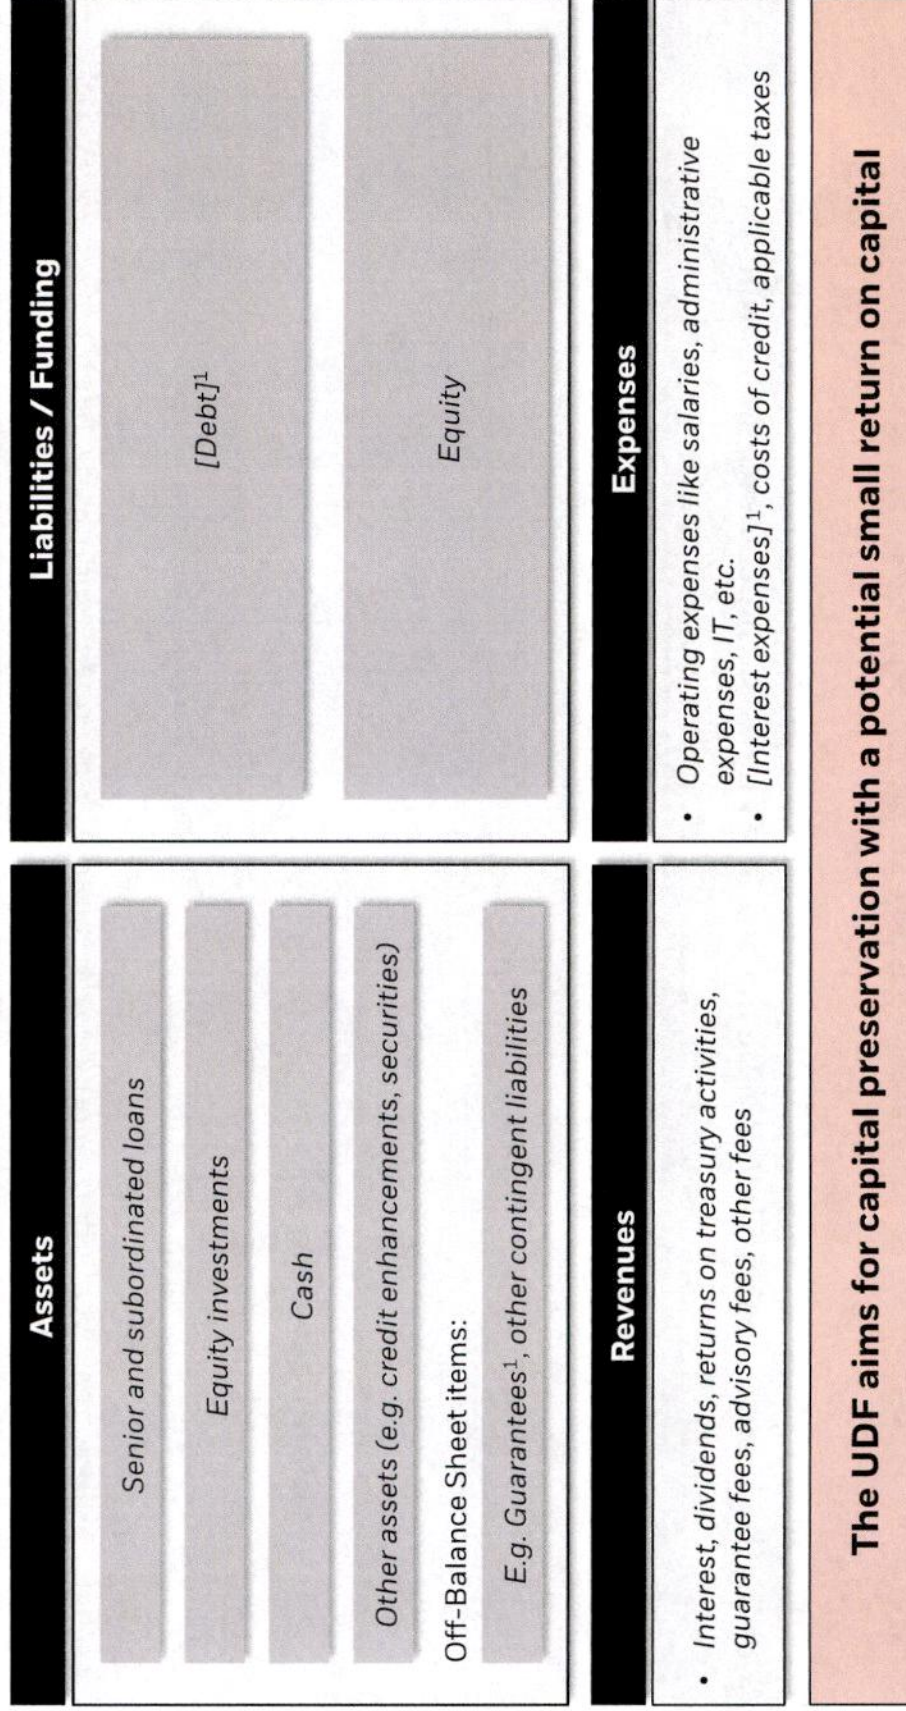 Assets
Senior and subordinated loans
Equity investments
Cash
Other assets (e.g. credit enhancements, securities)
Off-Balance Sheet items:
E.g. Guarantees¹, other contingent liabilities
Liabilities / Funding
[Debt]¹
Equity
Revenues
• Interest, dividends, returns on treasury activities,
guarantee fees, advisory fees, other fees
Expenses
• Operating expenses like salaries, administrative
expenses, IT, etc.
• [Interest expenses]¹, costs of credit, applicable taxes
The UDF aims for capital preservation with a potential small return on capital